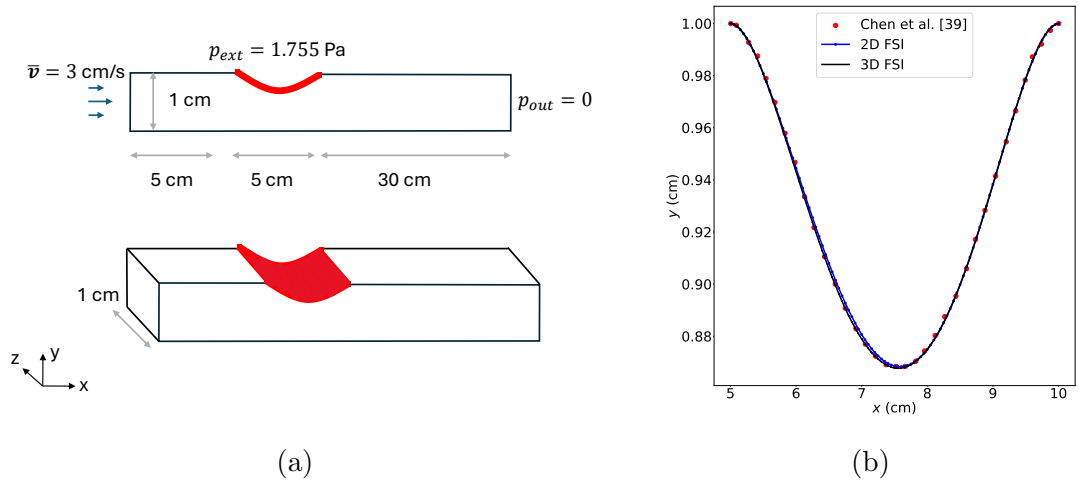 p_ext = 1.755 Pa
v̅ = 3 cm/s
1 cm
p_out = 0
5 cm
5 cm
30 cm
1 cm
y
z
x
(a)
Chen et al. [39]
2D FSI
3D FSI
1.00
0.98
0.96
0.94
0.92
0.90
0.88
y (cm)
5
6
7
8
9
10
x (cm)
(b)